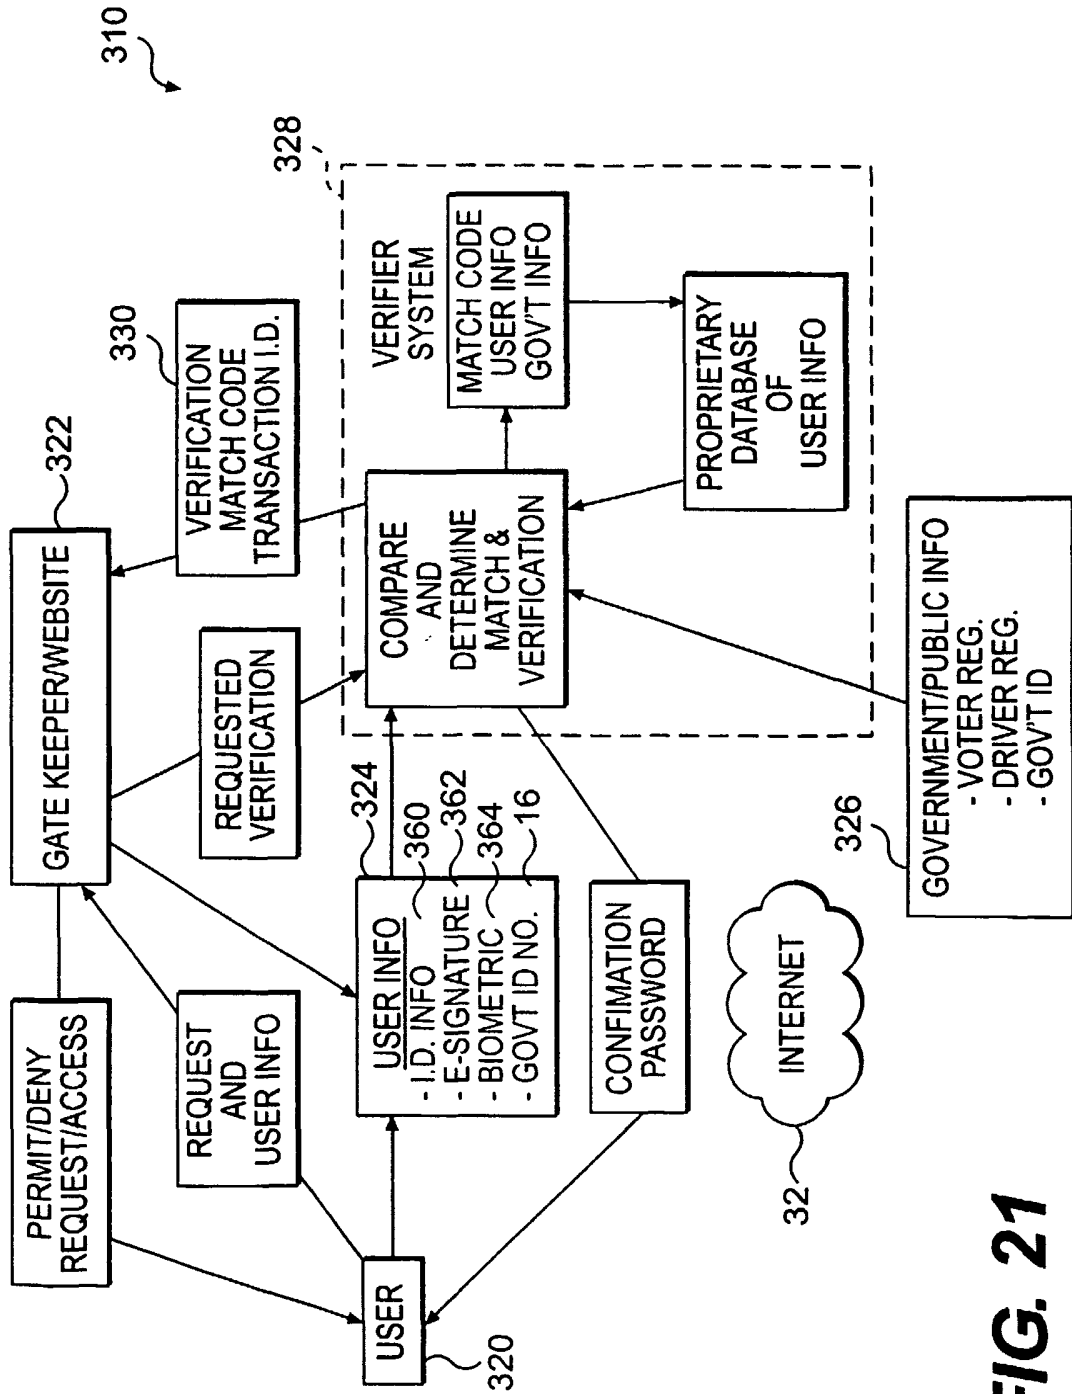 310
PERMIT/DENY
REQUEST/ACCESS
GATE KEEPER/WEBSITE
322
REQUEST
AND
USER INFO
REQUESTED
VERIFICATION
VERIFICATION
MATCH CODE
TRANSACTION I.D.
330
328
USER
320
USER INFO
324
- I.D. INFO
360
- E-SIGNATURE
362
- BIOMETRIC
364
- GOVT ID NO.
16
COMPARE
AND
DETERMINE
MATCH &
VERIFICATION
VERIFIER
SYSTEM
MATCH CODE
USER INFO
GOV'T INFO
PROPRIETARY
DATABASE
OF
USER INFO
CONFIMATION
PASSWORD
INTERNET
32
326
GOVERNMENT/PUBLIC INFO
- VOTER REG.
- DRIVER REG.
- GOV'T ID
FIG. 21